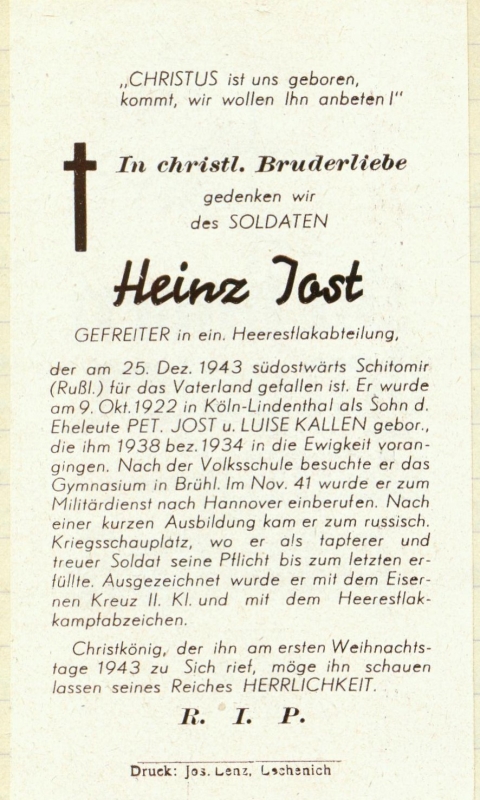 „CHRISTUS ist uns geboren,
kommt, wir wollen Ihn anbeten!"
In christl. Bruderliebe
gedenken wir
des SOLDATEN
Heinz Jost
GEFREITER in ein. Heeresflakabteilung,
der am 25. Dez. 1943 südostwärts Schitomir
(Rußl.) für das Vaterland gefallen ist. Er wurde
am 9. Okt. 1922 in Köln-Lindenthal als Sohn d.
Eheleute PET. JOST u. LUISE KALLEN gebor.,
die ihm 1938 bez. 1934 in die Ewigkeit voran-
gingen. Nach der Volksschule besuchte er das
Gymnasium in Brühl. Im Nov. 41 wurde er zum
Militärdienst nach Hannover einberufen. Nach
einer kurzen Ausbildung kam er zum russisch.
Kriegsschauplatz, wo er als tapferer und
treuer Soldat seine Pflicht bis zum letzten er-
füllte. Ausgezeichnet wurde er mit dem Eiser-
nen Kreuz II. Kl. und mit dem Heeresflak-
kampfabzeichen.
Christkönig, der ihn am ersten Weihnachts-
tage 1943 zu Sich rief, möge ihn schauen
lassen seines Reiches HERRLICHKEIT.
R. I. P.
Druck: Jos. Lenz, Lechenich